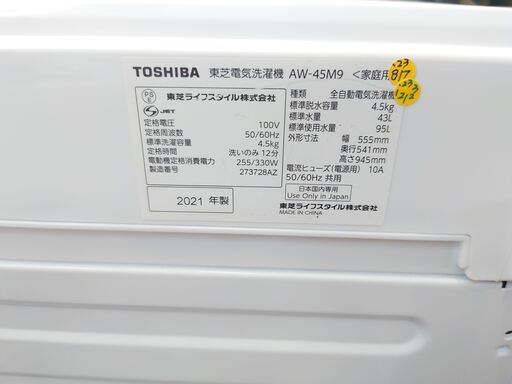 TOSHIBA 東芝電気洗濯機 AW-45M9 <家庭用
PS E 東芝ライフスタイル株式会社
JET
定格電圧 100V
定格周波数 50/60Hz
標準洗濯容量 4.5kg
定格時間 洗いのみ 12分
電動機定格消費電力 255/330W
製造番号 273728AZ
2021 年製
種類 全自動電気洗濯機
標準脱水容量 4.5kg
標準水量 43L
標準使用水量 95L
外形寸法 幅 555mm
奥行541mm
高さ945mm
電流ヒューズ(電源用) 10A
50/60Hz 共用
日本国内専用
Use Only in Japan
東芝ライフスタイル株式会社
MADE IN CHINA
.23
817